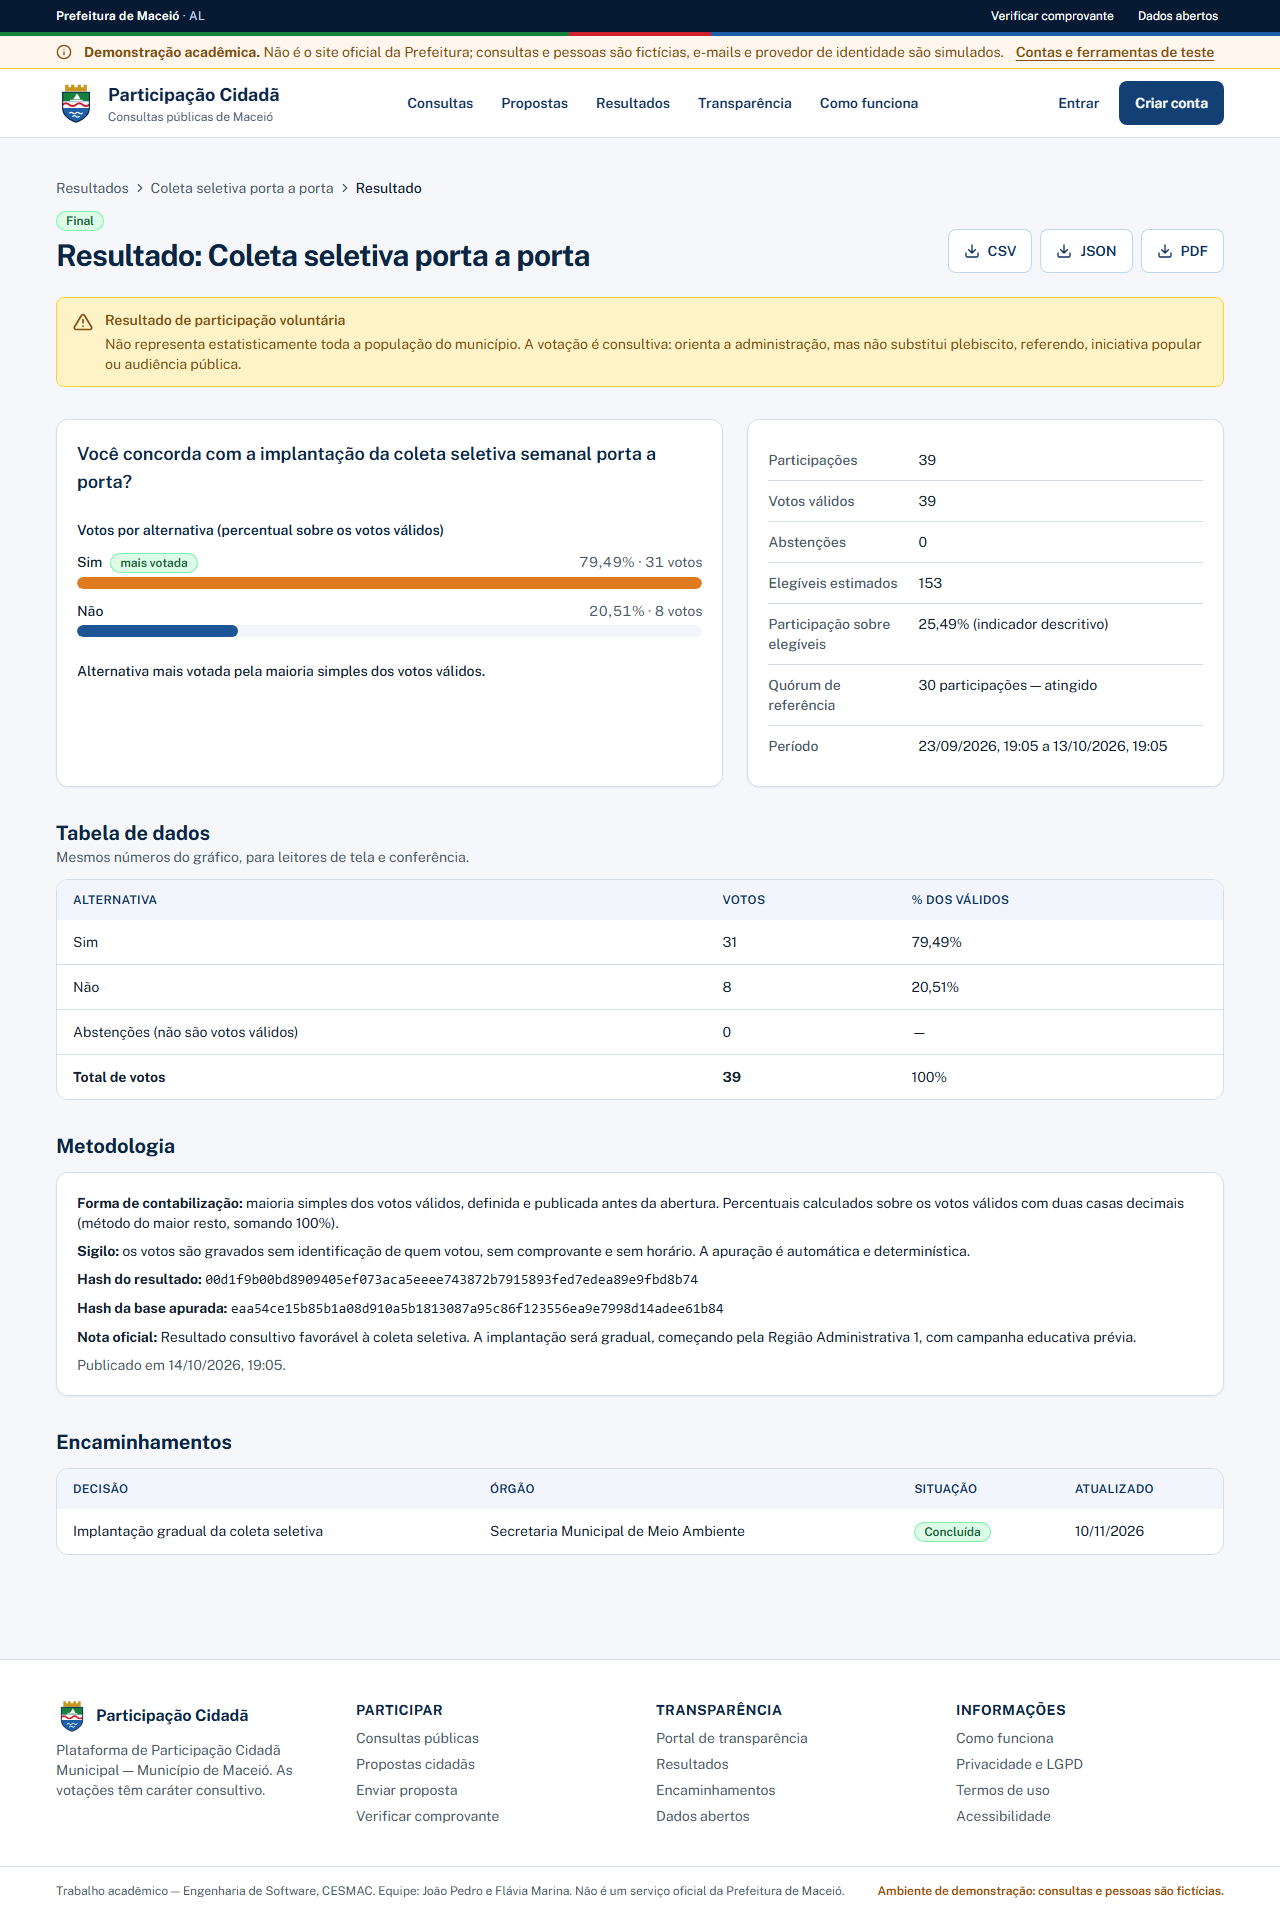 Prefeitura de Maceió · AL
Verificar comprovante
Dados abertos
Demonstração acadêmica. Não é o site oficial da Prefeitura; consultas e pessoas são fictícias, e-mails e provedor de identidade são simulados. Contas e ferramentas de teste
Participação Cidadã
Consultas públicas de Maceió
Consultas
Propostas
Resultados
Transparência
Como funciona
Entrar
Criar conta
Resultados > Coleta seletiva porta a porta > Resultado
Final
Resultado: Coleta seletiva porta a porta
CSV
JSON
PDF
Resultado de participação voluntária
Não representa estatisticamente toda a população do município. A votação é consultiva: orienta a administração, mas não substitui plebiscito, referendo, iniciativa popular
ou audiência pública.
Você concorda com a implantação da coleta seletiva semanal porta a
porta?
Votos por alternativa (percentual sobre os votos válidos)
Sim mais votada 79,49% · 31 votos
Não 20,51% · 8 votos
Alternativa mais votada pela maioria simples dos votos válidos.
Participações 39
Votos válidos 39
Abstenções 0
Elegíveis estimados 153
Participação sobre 25,49% (indicador descritivo)
elegíveis
Quórum de 30 participações — atingido
referência
Período 23/09/2026, 19:05 a 13/10/2026, 19:05
Tabela de dados
Mesmos números do gráfico, para leitores de tela e conferência.
ALTERNATIVA VOTOS % DOS VÁLIDOS
Sim 31 79,49%
Não 8 20,51%
Abstenções (não são votos válidos) 0 —
Total de votos 39 100%
Metodologia
Forma de contabilização: maioria simples dos votos válidos, definida e publicada antes da abertura. Percentuais calculados sobre os votos válidos com duas casas decimais
(método do maior resto, somando 100%).
Sigilo: os votos são gravados sem identificação de quem votou, sem comprovante e sem horário. A apuração é automática e determinística.
Hash do resultado: 00d1f9b00bd8909405ef073aca5eeee743872b7915893fed7edea89e9fbd8b74
Hash da base apurada: eaa54ce15b85b1a08d910a5b1813087a95c86f123556ea9e7998d14adee61b84
Nota oficial: Resultado consultivo favorável à coleta seletiva. A implantação será gradual, começando pela Região Administrativa 1, com campanha educativa prévia.
Publicado em 14/10/2026, 19:05.
Encaminhamentos
DECISÃO ÓRGÃO SITUAÇÃO ATUALIZADO
Implantação gradual da coleta seletiva Secretaria Municipal de Meio Ambiente Concluída 10/11/2026
Participação Cidadã
Plataforma de Participação Cidadã
Municipal — Município de Maceió. As
votações têm caráter consultivo.
PARTICIPAR
Consultas públicas
Propostas cidadãs
Enviar proposta
Verificar comprovante
TRANSPARÊNCIA
Portal de transparência
Resultados
Encaminhamentos
Dados abertos
INFORMAÇÕES
Como funciona
Privacidade e LGPD
Termos de uso
Acessibilidade
Trabalho acadêmico — Engenharia de Software, CESMAC. Equipe: João Pedro e Flávia Marina. Não é um serviço oficial da Prefeitura de Maceió.
Ambiente de demonstração: consultas e pessoas são fictícias.